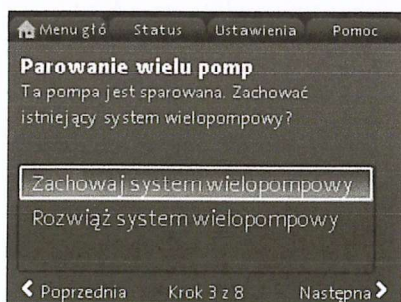 Menu głó Status Ustawienia Pomoc
Parowanie wielu pomp
Ta pompa jest sparowana. Zachować
istniejący system wielopompowy?
Zachowaj system wielopompowy
Rozwiąż system wielopompowy
Poprzednia Krok 3 z 8 Następna